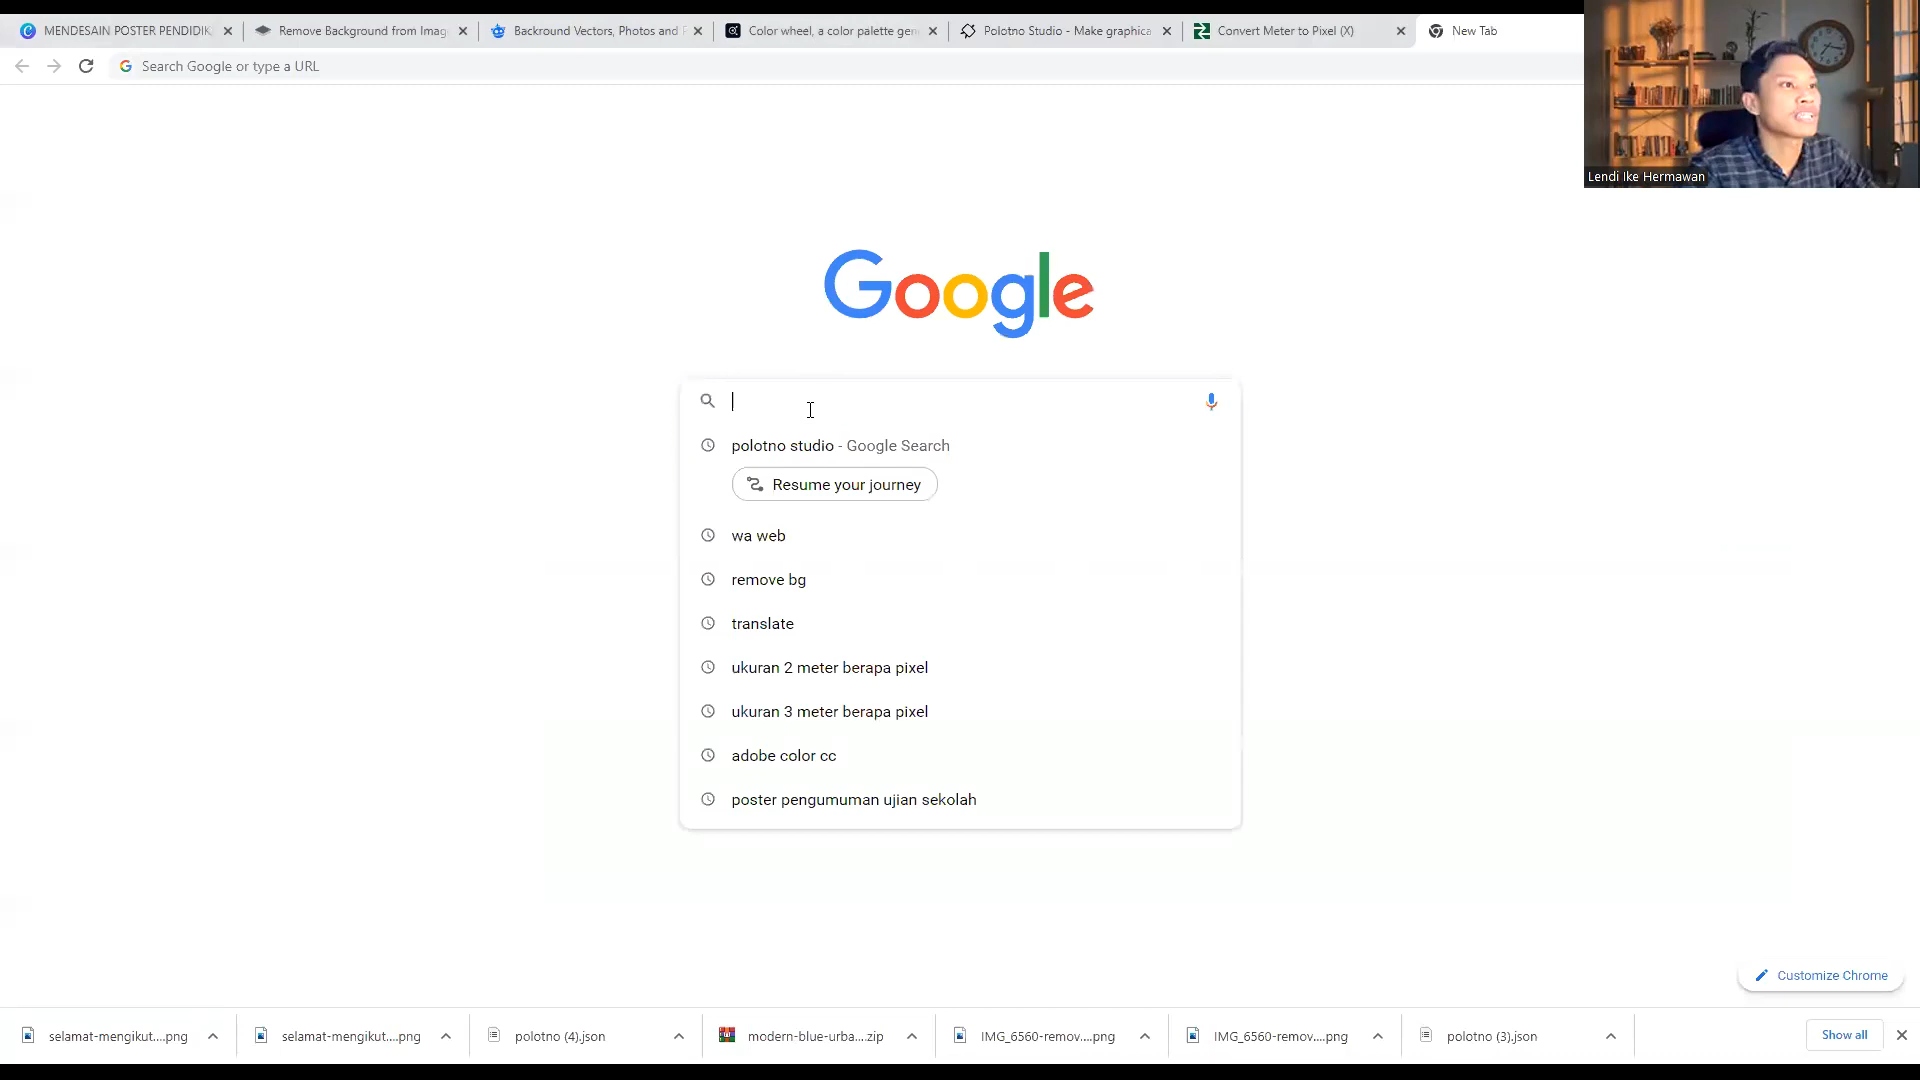 MENDESAIN POSTER PENDIDIK
Remove Background from Imag
Backround Vectors, Photos and F
Color wheel, a color palette gen
Polotno Studio - Make graphica
Convert Meter to Pixel (X)
New Tab
Search Google or type a URL
Lendi Ike Hermawan
Google
polotno studio - Google Search
Resume your journey
wa web
remove bg
translate
ukuran 2 meter berapa pixel
ukuran 3 meter berapa pixel
adobe color cc
poster pengumuman ujian sekolah
Customize Chrome
selamat-mengikut....png
selamat-mengikut....png
polotno (4).json
modern-blue-urba....zip
IMG_6560-remov....png
IMG_6560-remov....png
polotno (3).json
Show all